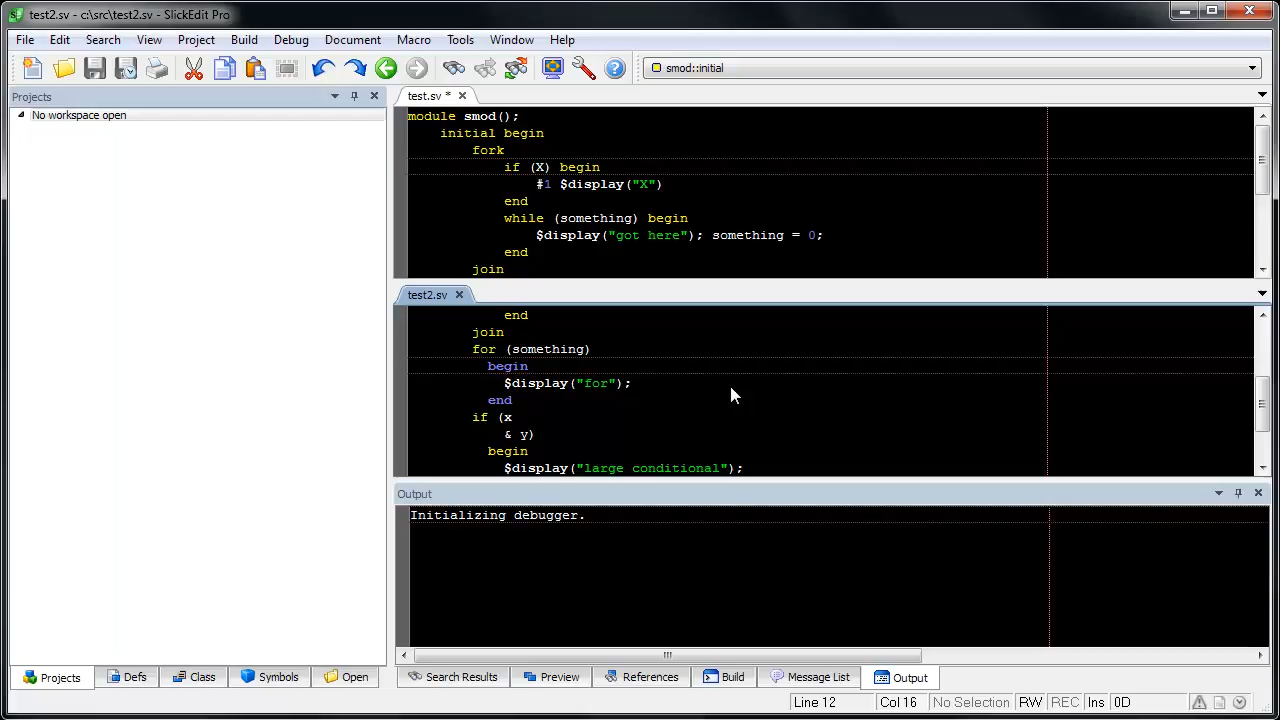 test2.sv - c:\src\test2.sv - SlickEdit Pro
File Edit Search View Project Build Debug Document Macro Tools Window Help
smod::initial
Projects
No workspace open
test.sv *
module smod();
initial begin
fork
if (X) begin
#1 $display("X")
end
while (something) begin
$display("got here"); something = 0;
end
join
test2.sv
end
join
for (something)
begin
$display("for");
end
if (x
& y)
begin
$display("large conditional");
Output
Initializing debugger.
Projects Defs Class Symbols Open
Search Results Preview References Build Message List Output
Line 12 Col 16 No Selection RW REC Ins 0D